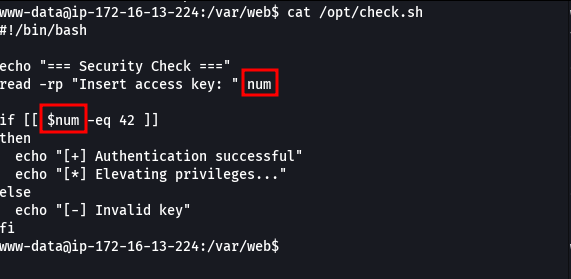 www-data@ip-172-16-13-224:/var/web$ cat /opt/check.sh
#!/bin/bash
echo "=== Security Check ==="
read -rp "Insert access key: " num
if [[ $num -eq 42 ]]
then
echo "[+] Authentication successful"
echo "[*] Elevating privileges..."
else
echo "[-] Invalid key"
fi
www-data@ip-172-16-13-224:/var/web$